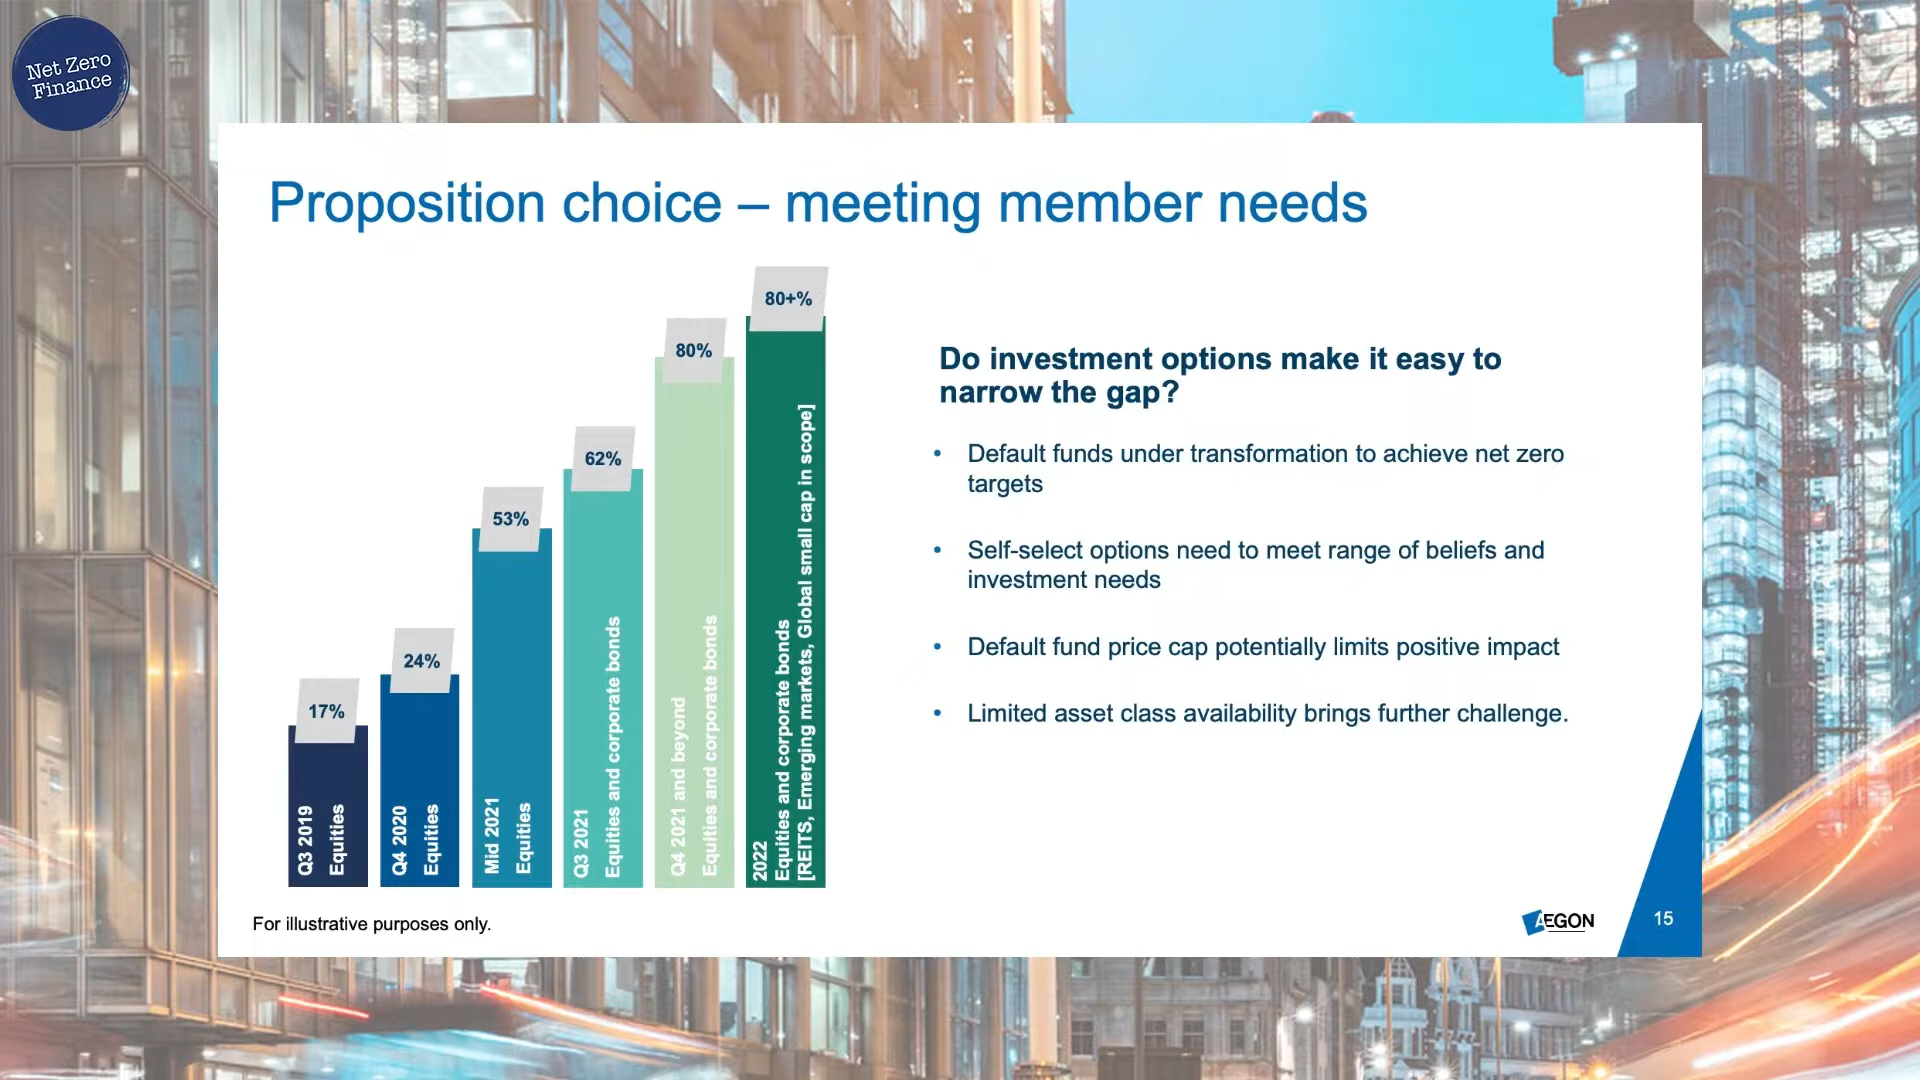 Net Zero
Finance
Proposition choice – meeting member needs
17%
Q3 2019
Equities
24%
Q4 2020
Equities
53%
Mid 2021
Equities
62%
Q3 2021
Equities and corporate bonds
80%
Q4 2021 and beyond
Equities and corporate bonds
80+%
2022
Equities and corporate bonds
[REITS, Emerging markets, Global small cap in scope]
Do investment options make it easy to
narrow the gap?
• Default funds under transformation to achieve net zero
targets
• Self-select options need to meet range of beliefs and
investment needs
• Default fund price cap potentially limits positive impact
• Limited asset class availability brings further challenge.
For illustrative purposes only.
AEGON
15